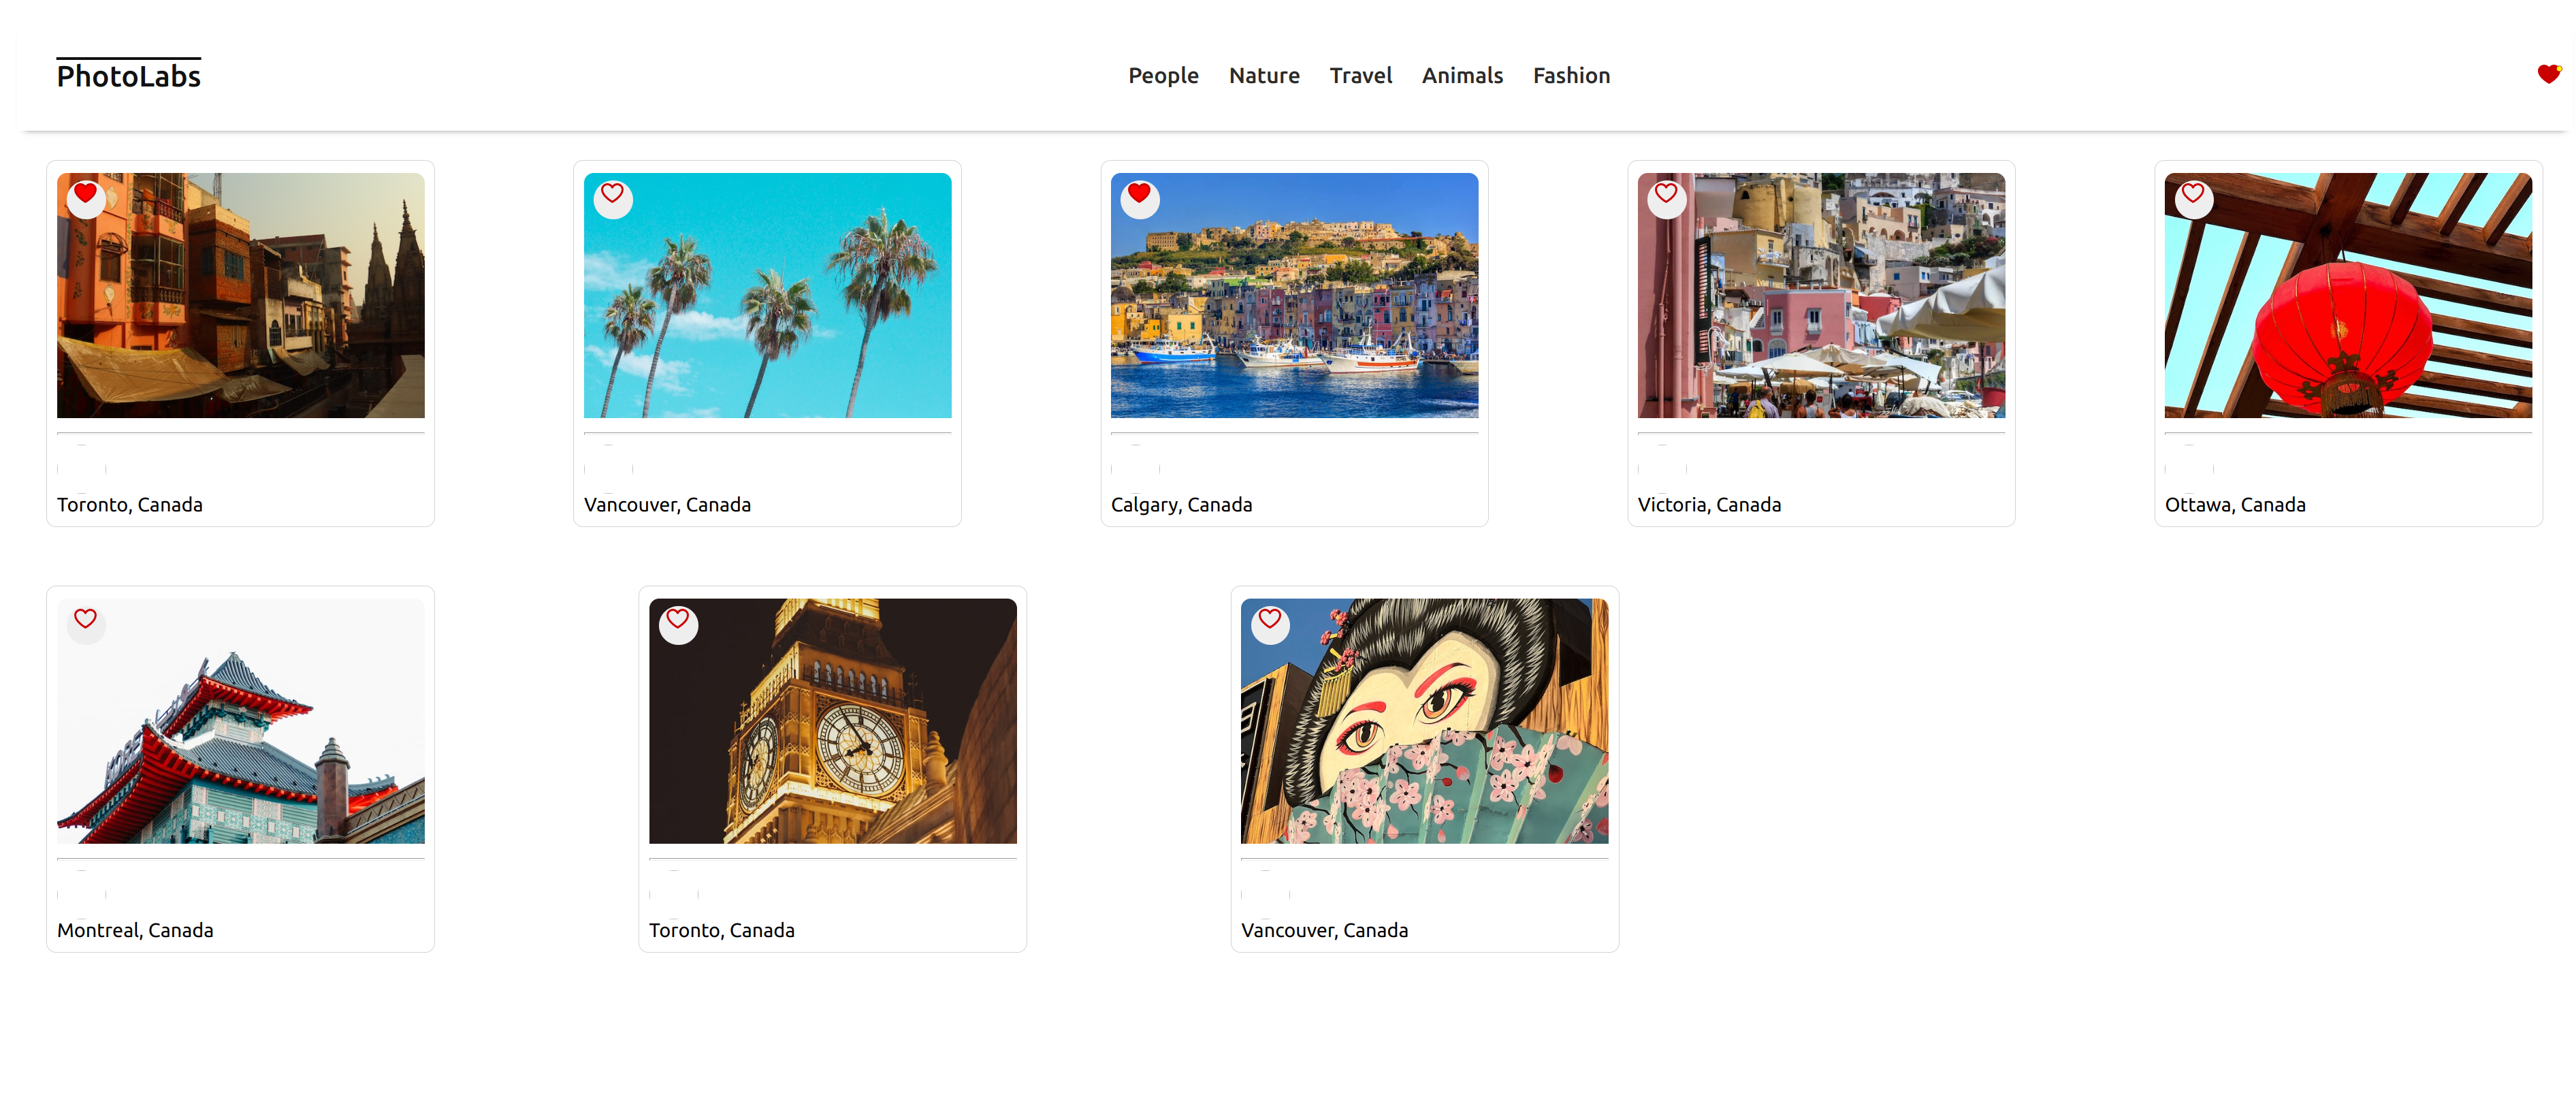 PhotoLabs
People Nature Travel Animals Fashion
Toronto, Canada
Vancouver, Canada
Calgary, Canada
Victoria, Canada
Ottawa, Canada
Montreal, Canada
Toronto, Canada
Vancouver, Canada